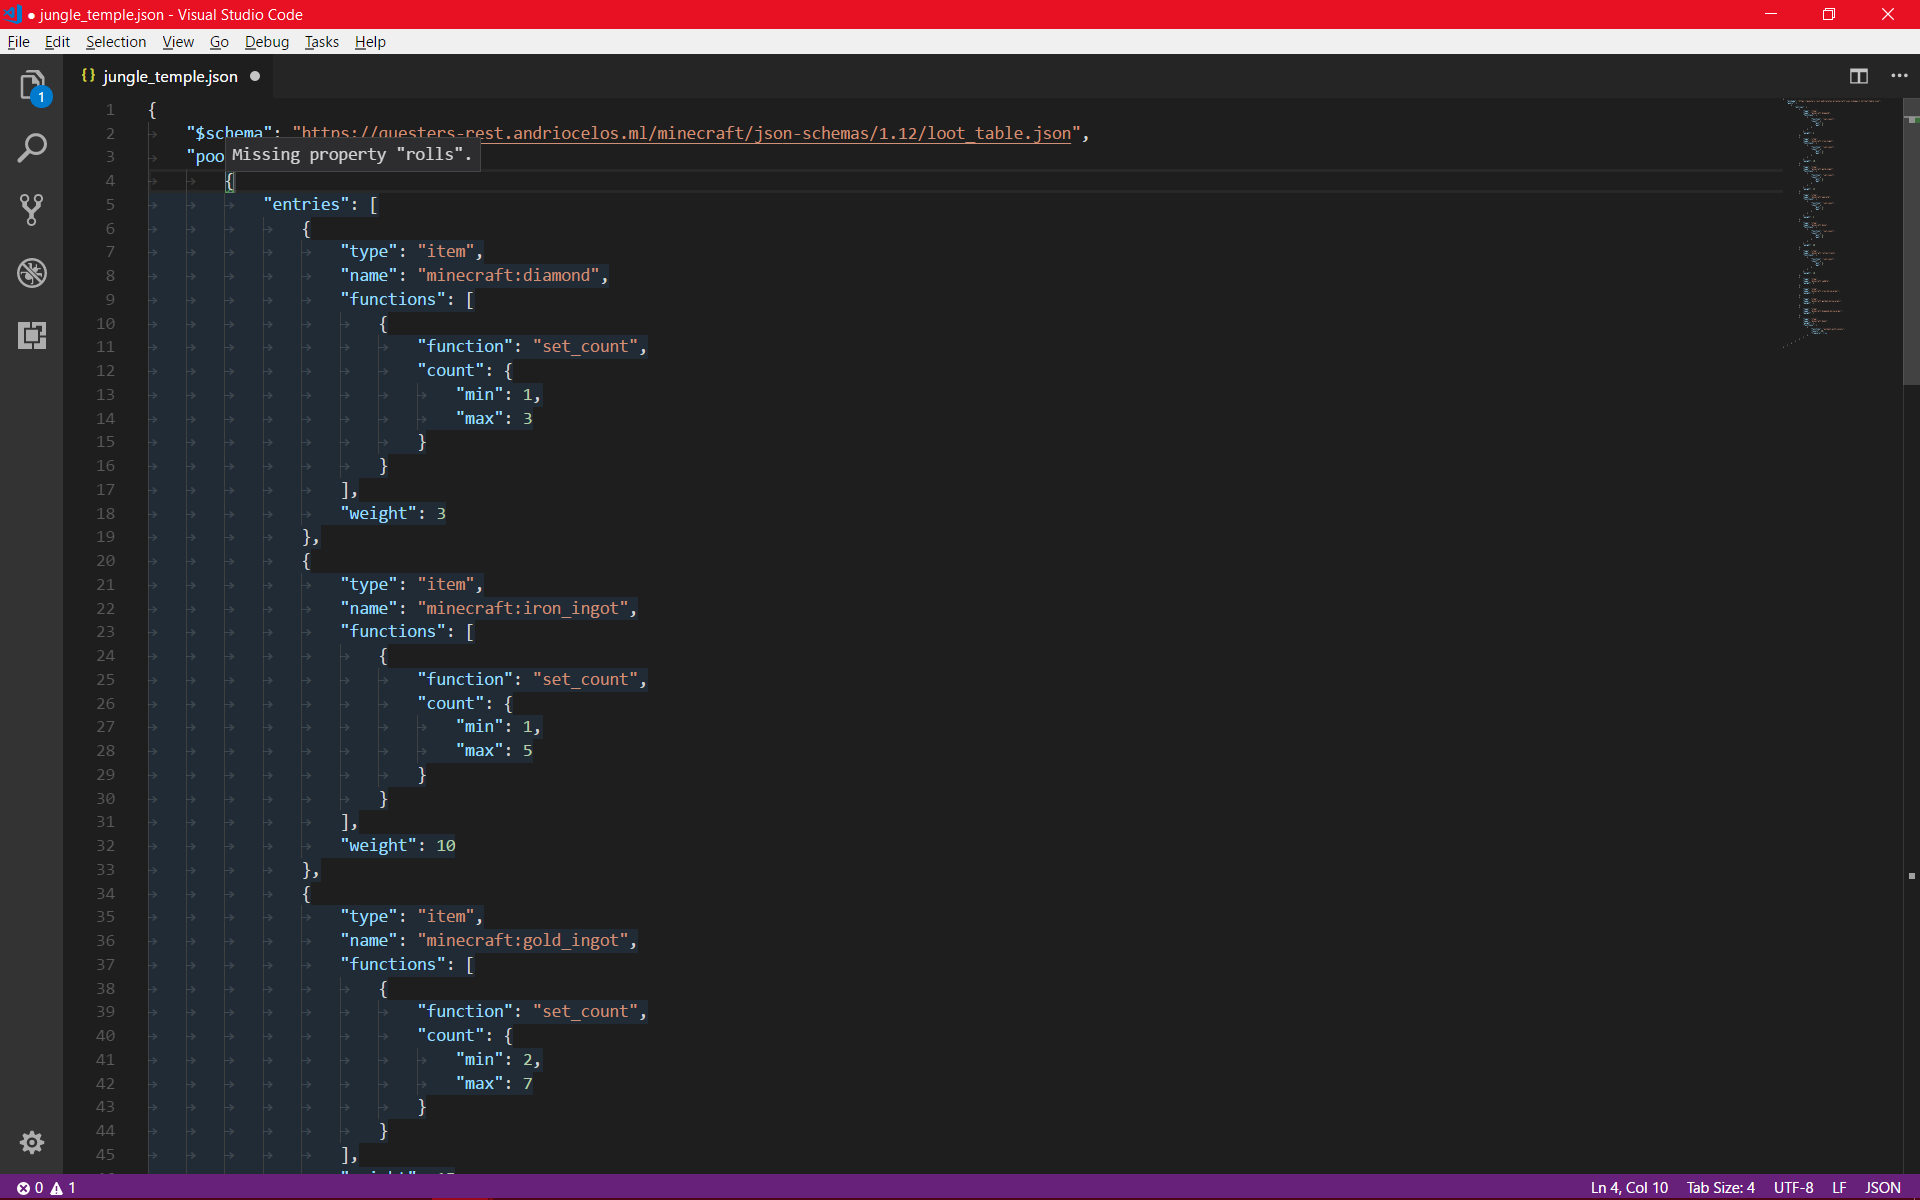 ● jungle_temple.json - Visual Studio Code
File Edit Selection View Go Debug Tasks Help
{} jungle_temple.json ●
1 {
2 "$schema": "https://questers-rest.andriocelos.ml/minecraft/json-schemas/1.12/loot_table.json",
3 "poo
Missing property "rolls".
4 {
5 "entries": [
6 {
7 "type": "item",
8 "name": "minecraft:diamond",
9 "functions": [
10 {
11 "function": "set_count",
12 "count": {
13 "min": 1,
14 "max": 3
15 }
16 }
17 ],
18 "weight": 3
19 },
20 {
21 "type": "item",
22 "name": "minecraft:iron_ingot",
23 "functions": [
24 {
25 "function": "set_count",
26 "count": {
27 "min": 1,
28 "max": 5
29 }
30 }
31 ],
32 "weight": 10
33 },
34 {
35 "type": "item",
36 "name": "minecraft:gold_ingot",
37 "functions": [
38 {
39 "function": "set_count",
40 "count": {
41 "min": 2,
42 "max": 7
43 }
44 }
45 ],
1
0 1 Ln 4, Col 10 Tab Size: 4 UTF-8 LF JSON